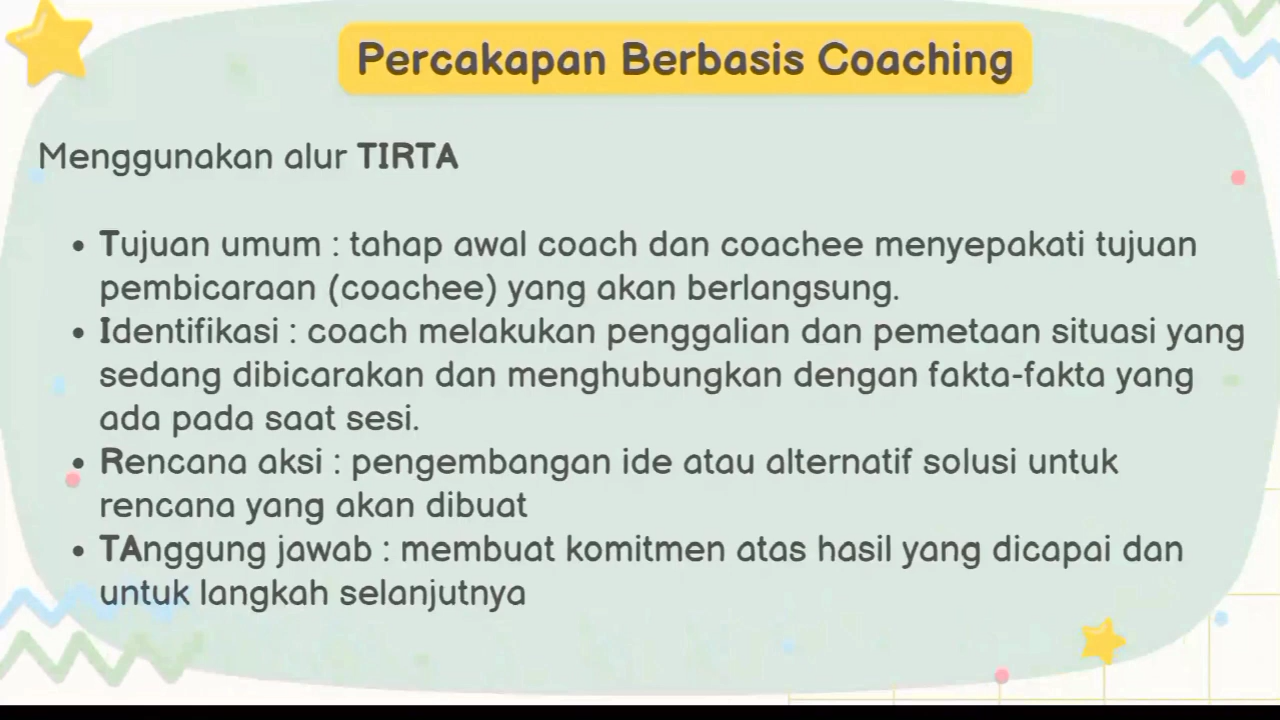 Percakapan Berbasis Coaching
Menggunakan alur TIRTA
• Tujuan umum : tahap awal coach dan coachee menyepakati tujuan
pembicaraan (coachee) yang akan berlangsung.
• Identifikasi : coach melakukan penggalian dan pemetaan situasi yang
sedang dibicarakan dan menghubungkan dengan fakta-fakta yang
ada pada saat sesi.
• Rencana aksi : pengembangan ide atau alternatif solusi untuk
rencana yang akan dibuat
• TAnggung jawab : membuat komitmen atas hasil yang dicapai dan
untuk langkah selanjutnya